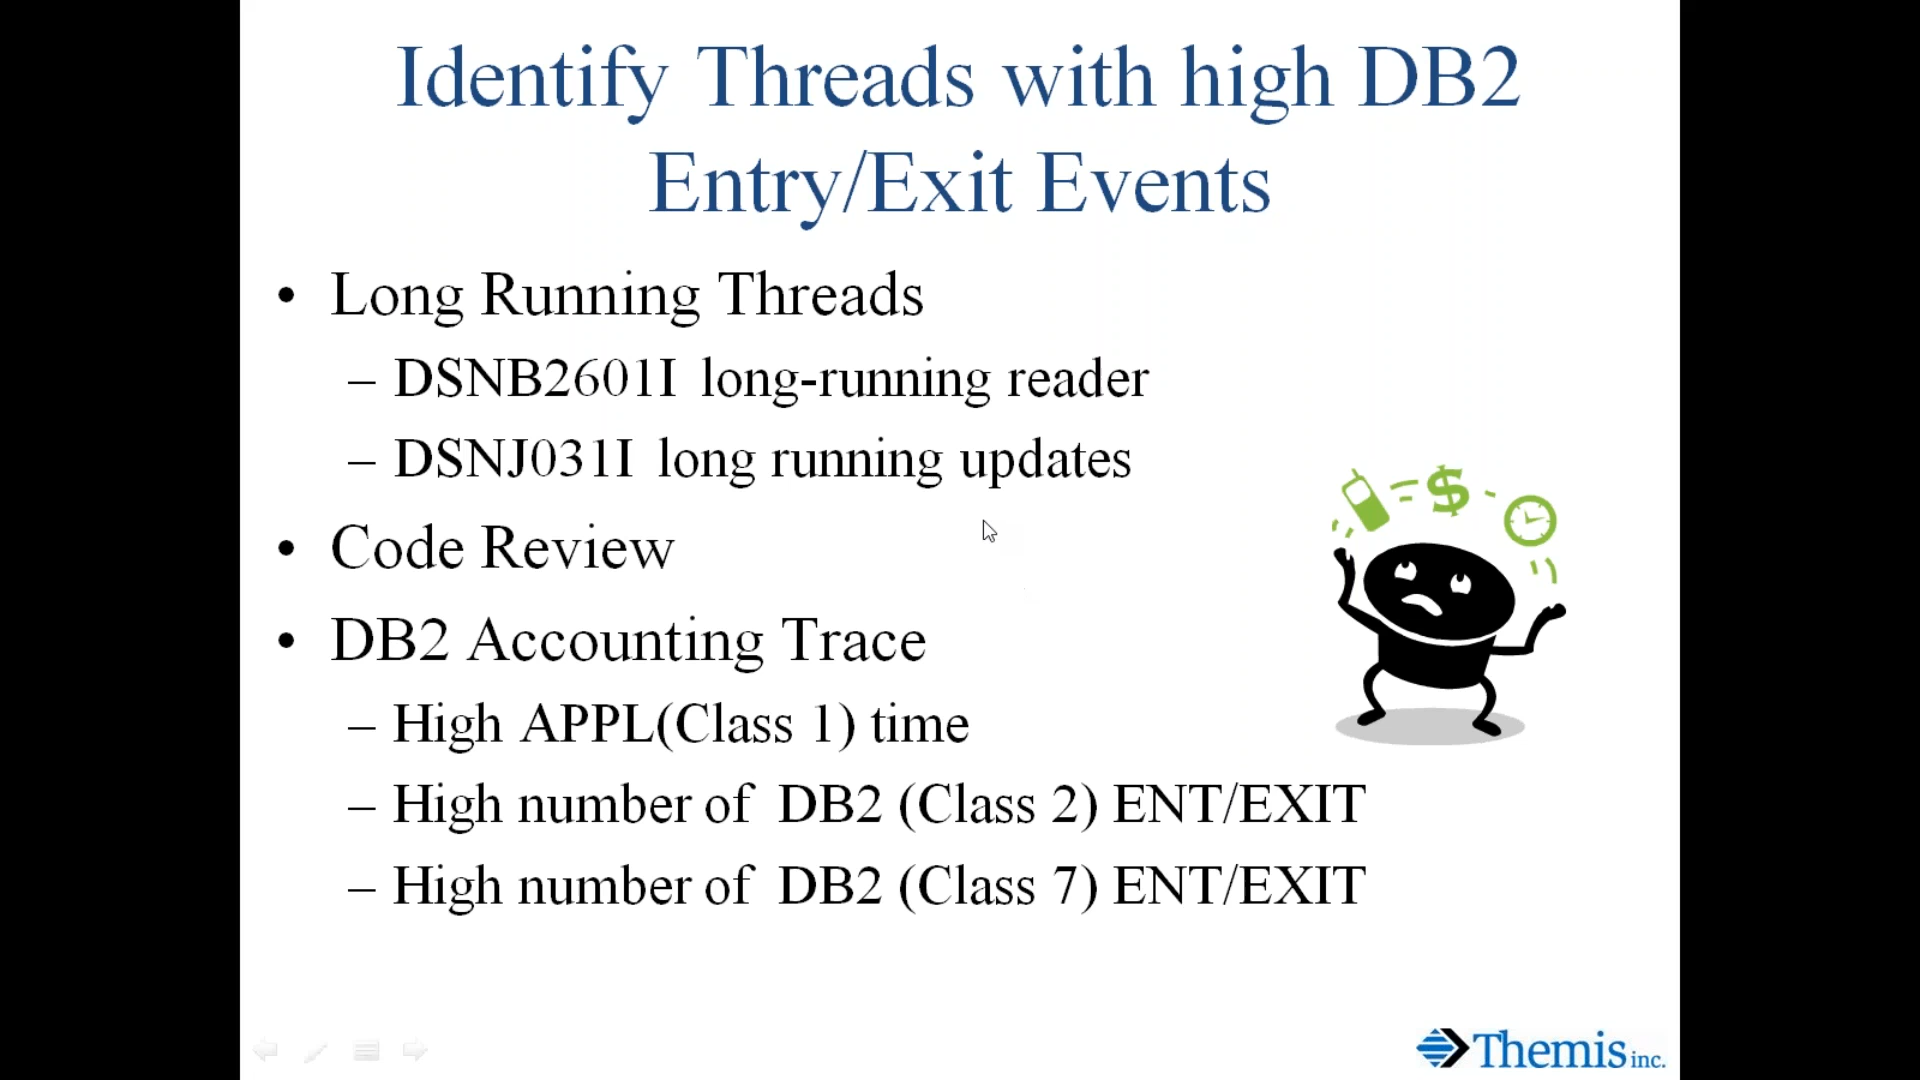 Identify Threads with high DB2
Entry/Exit Events
• Long Running Threads
– DSNB2601I long-running reader
– DSNJ031I long running updates
• Code Review
• DB2 Accounting Trace
– High APPL(Class 1) time
– High number of DB2 (Class 2) ENT/EXIT
– High number of DB2 (Class 7) ENT/EXIT
$
Themis inc.